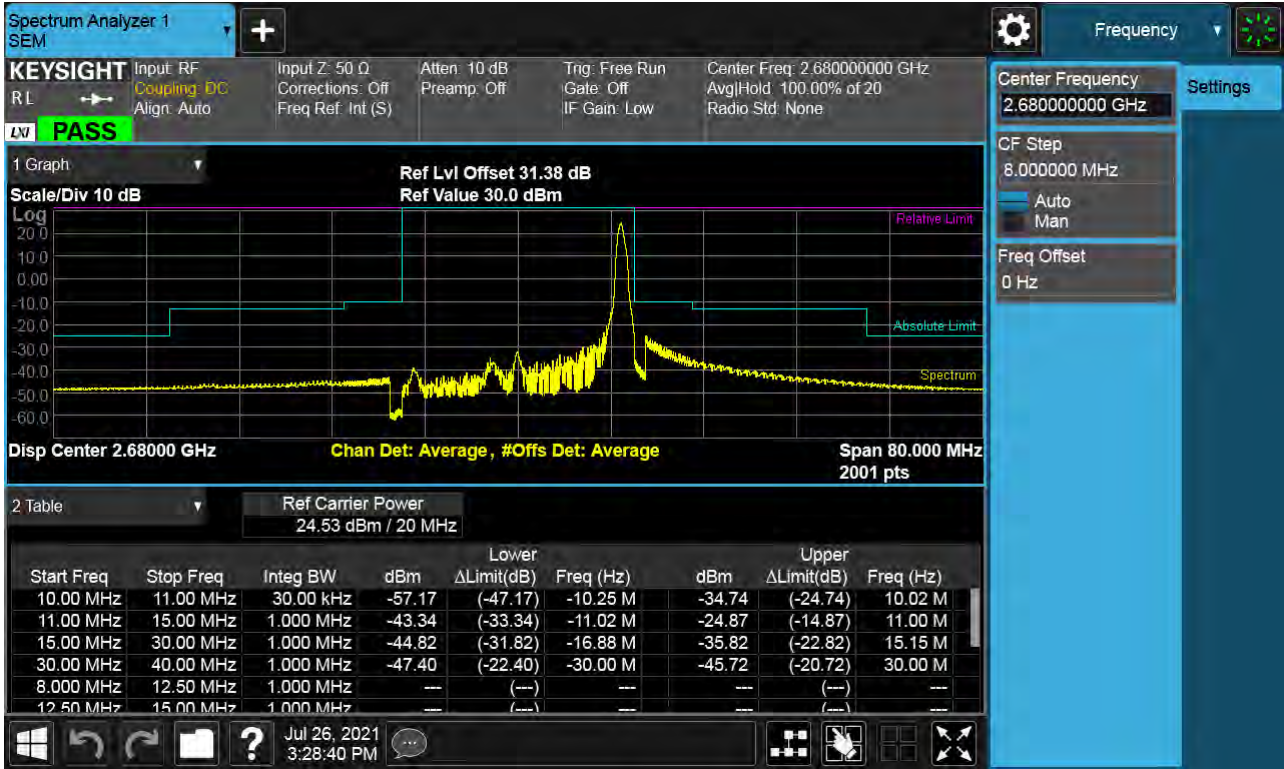 Spectrum Analyzer 1
SEM
Frequency
KEYSIGHT
Input: RF
Coupling: DC
Align: Auto
Input Z: 50 Ω
Corrections: Off
Freq Ref: Int (S)
Atten: 10 dB
Preamp: Off
Trig: Free Run
Gate: Off
IF Gain: Low
Center Freq: 2.680000000 GHz
Avg|Hold: 100.00% of 20
Radio Std: None
RL
LXI PASS
Center Frequency
2.680000000 GHz
Settings
CF Step
8.000000 MHz
Auto
Man
Freq Offset
0 Hz
1 Graph
Scale/Div 10 dB
Ref Lvl Offset 31.38 dB
Ref Value 30.0 dBm
Log
20.0
10.0
0.00
-10.0
-20.0
-30.0
-40.0
-50.0
-60.0
Relative Limit
Absolute Limit
Spectrum
Disp Center 2.68000 GHz
Chan Det: Average, #Offs Det: Average
Span 80.000 MHz
2001 pts
2 Table
Ref Carrier Power
24.53 dBm / 20 MHz
Lower Upper
Start Freq Stop Freq Integ BW dBm ΔLimit(dB) Freq (Hz) dBm ΔLimit(dB) Freq (Hz)
10.00 MHz 11.00 MHz 30.00 kHz -57.17 (-47.17) -10.25 M -34.74 (-24.74) 10.02 M
11.00 MHz 15.00 MHz 1.000 MHz -43.34 (-33.34) -11.02 M -24.87 (-14.87) 11.00 M
15.00 MHz 30.00 MHz 1.000 MHz -44.82 (-31.82) -16.88 M -35.82 (-22.82) 15.15 M
30.00 MHz 40.00 MHz 1.000 MHz -47.40 (-22.40) -30.00 M -45.72 (-20.72) 30.00 M
8.000 MHz 12.50 MHz 1.000 MHz --- (---) --- --- (---) ---
12.50 MHz 15.00 MHz 1.000 MHz --- (---) --- --- (---) ---
Jul 26, 2021
3:28:40 PM